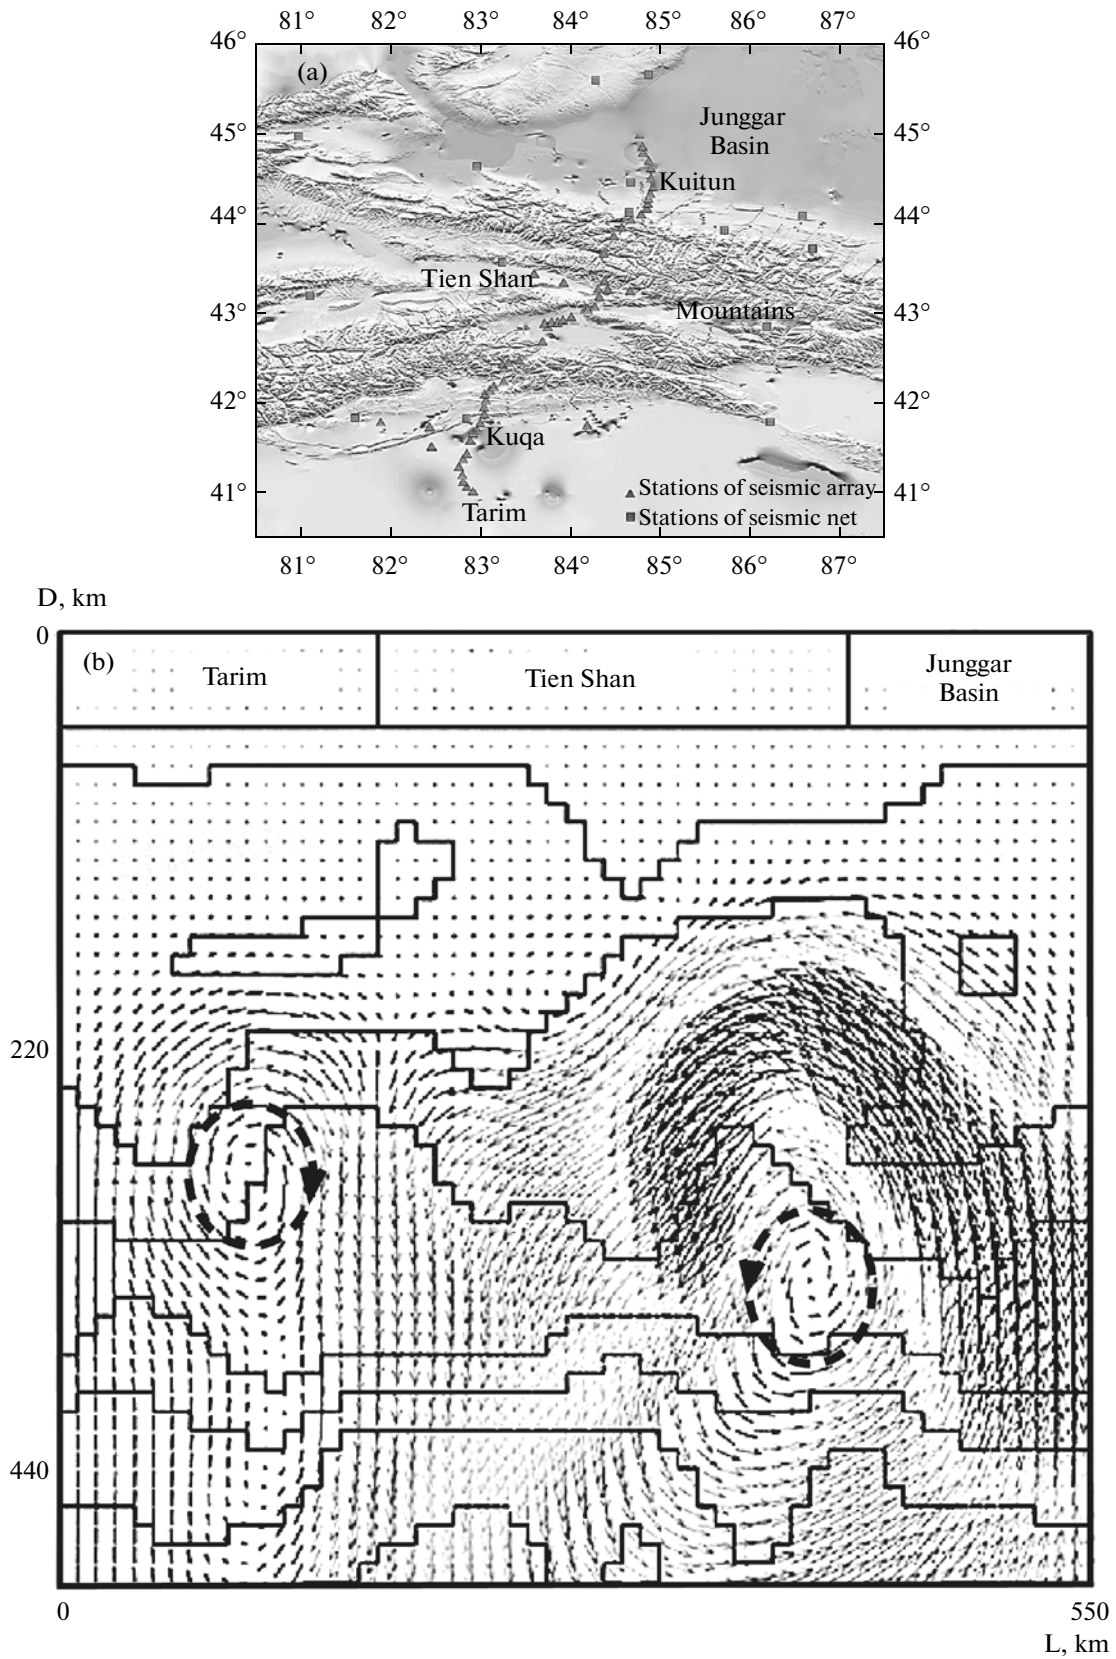 81° 82° 83° 84° 85° 86° 87°
46° 46°
(a)
Junggar
Basin
45° 45°
Kuitun
44° 44°
Tien Shan
43° Mountains 43°
42° 42°
Kuqa
41° Stations of seismic array 41°
Tarim Stations of seismic net
81° 82° 83° 84° 85° 86° 87°
D, km
0
(b) Tarim Tien Shan Junggar
Basin
220
440
0 550
L, km